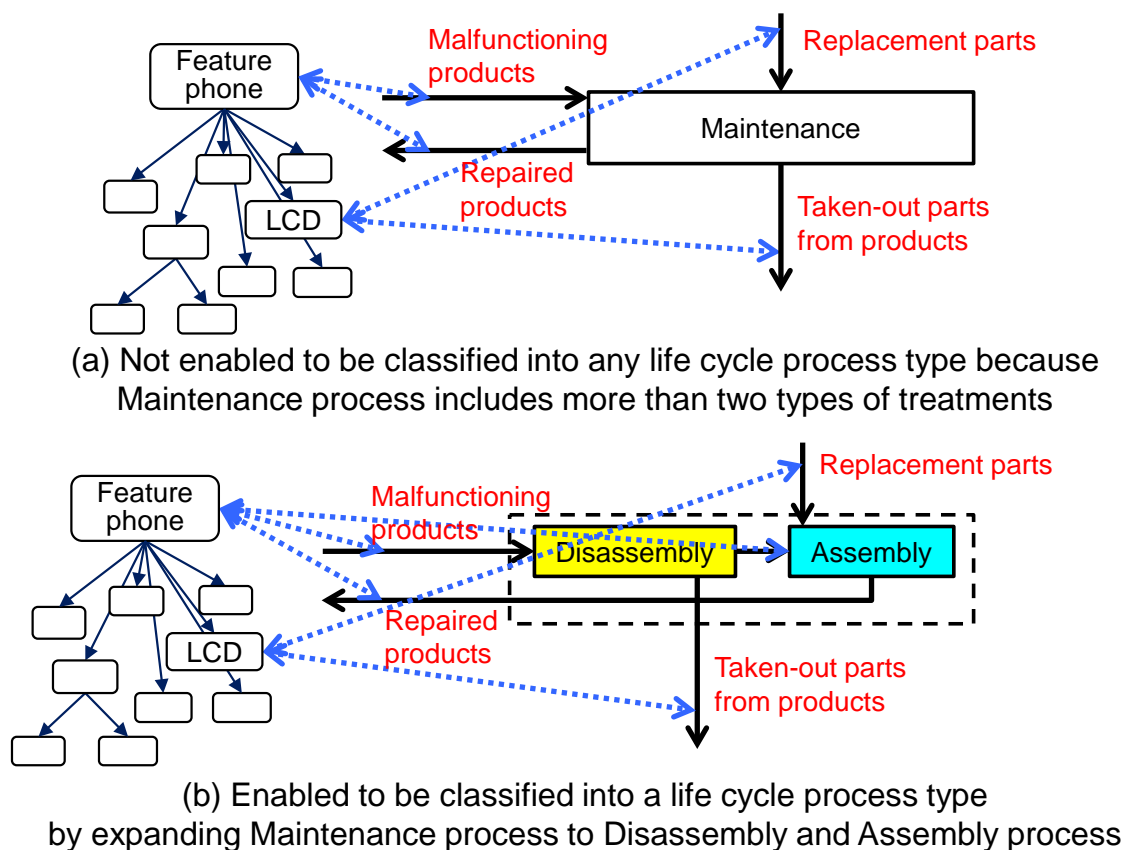 Malfunctioning
products
Replacement parts
Feature
phone
Maintenance
Repaired
products
LCD
Taken-out parts
from products
(a) Not enabled to be classified into any life cycle process type because
Maintenance process includes more than two types of treatments
Replacement parts
Feature
phone
Malfunctioning
products
Disassembly
Assembly
Repaired
products
LCD
Taken-out parts
from products
(b) Enabled to be classified into a life cycle process type
by expanding Maintenance process to Disassembly and Assembly process